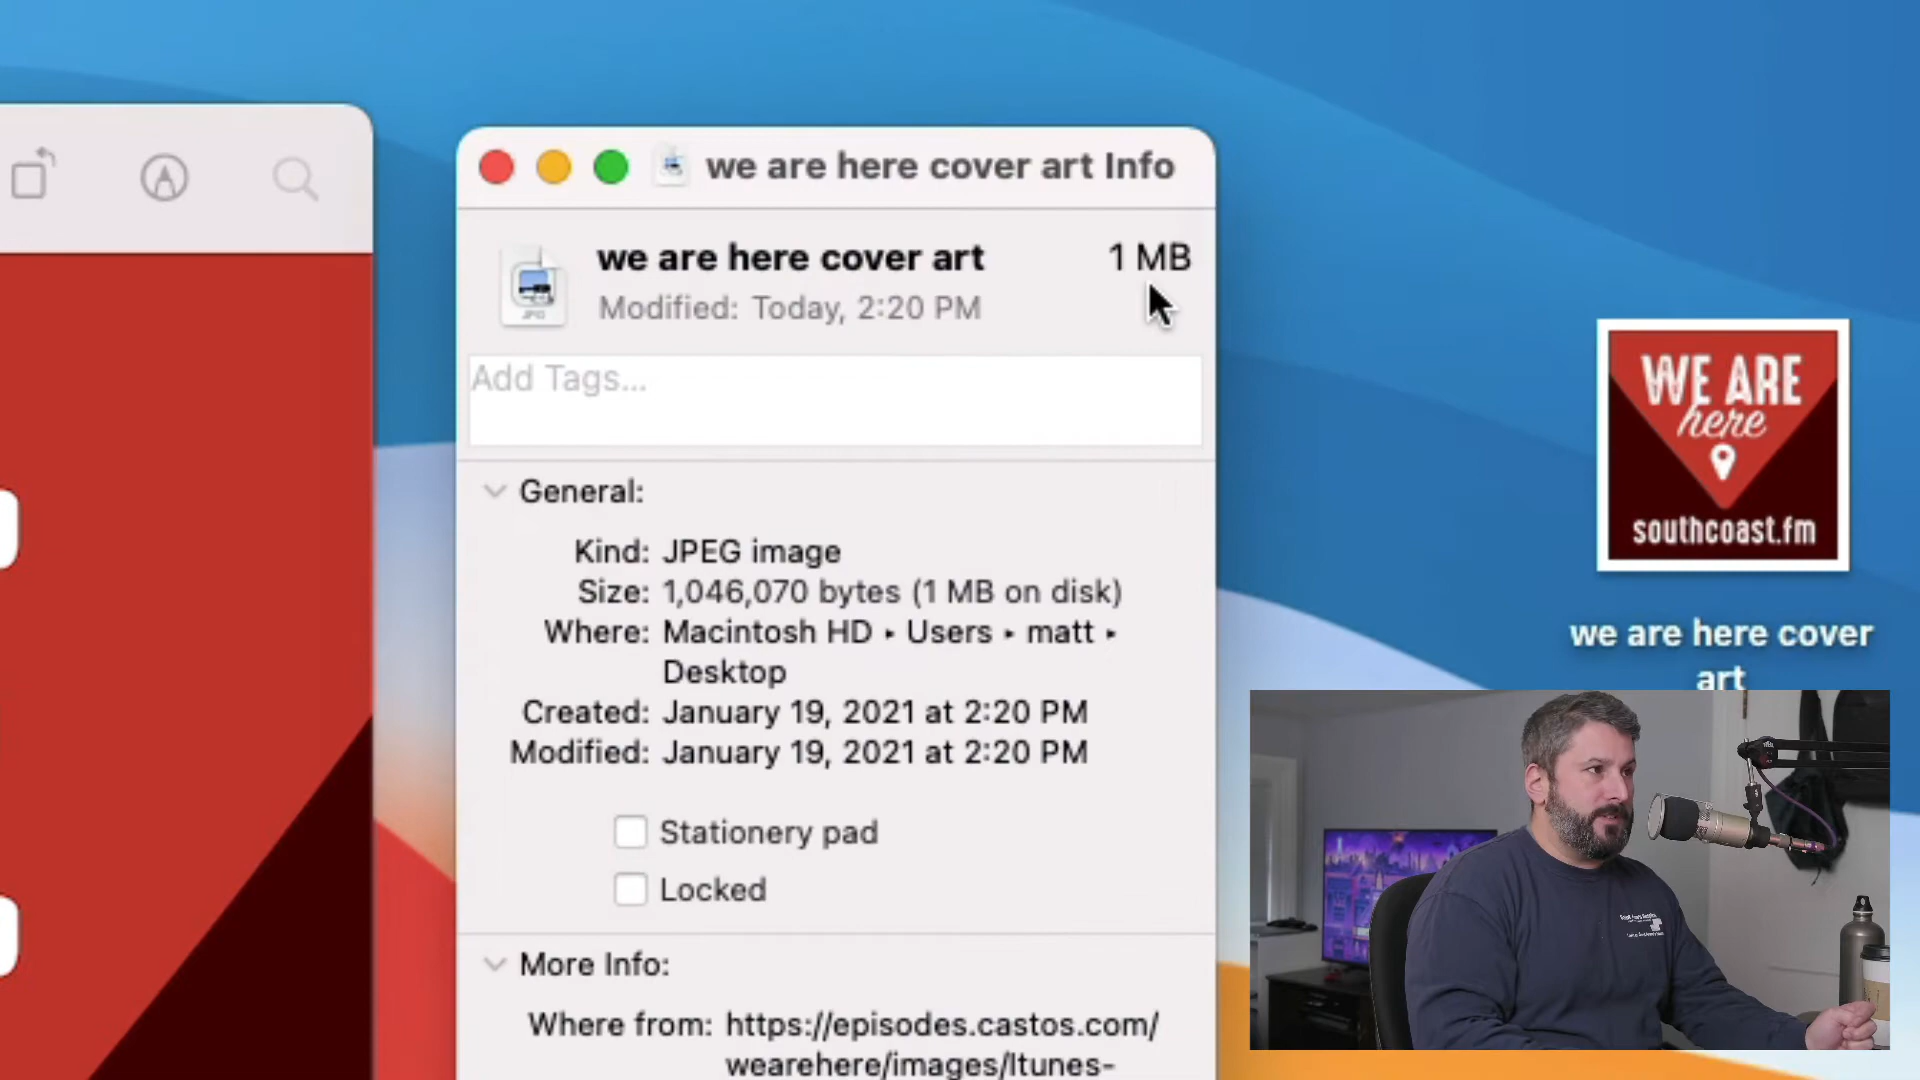 we are here cover art Info
we are here cover art 1 MB
Modified: Today, 2:20 PM
JPG
Add Tags...
General:
Kind: JPEG image
Size: 1,046,070 bytes (1 MB on disk)
Where: Macintosh HD ▸ Users ▸ matt ▸
Desktop
Created: January 19, 2021 at 2:20 PM
Modified: January 19, 2021 at 2:20 PM
Stationery pad
Locked
More Info:
Where from: https://episodes.castos.com/
wearehere/images/Itunes-
WE ARE
here
southcoast.fm
we are here cover
art